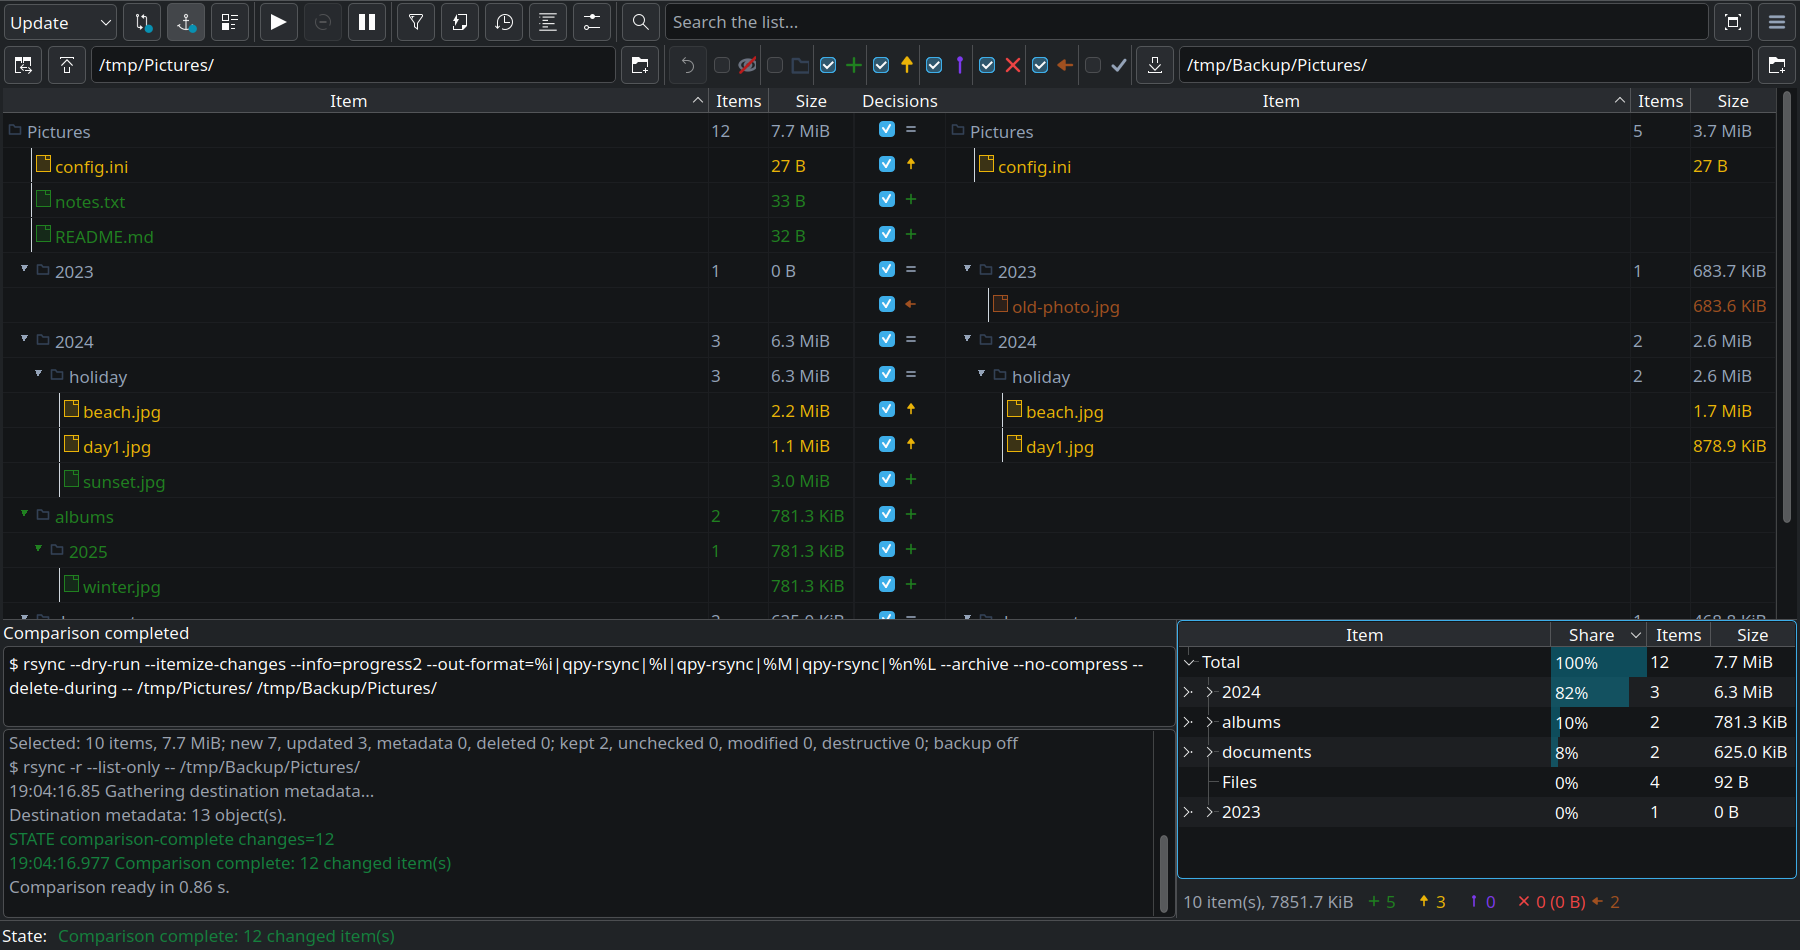 Update
Search the list...
/tmp/Pictures/
/tmp/Backup/Pictures/
Item Items Size Decisions Item Items Size
Pictures 12 7.7 MiB = Pictures 5 3.7 MiB
config.ini 27 B config.ini 27 B
notes.txt 33 B +
README.md 32 B +
2023 1 0 B = 2023 1 683.7 KiB
old-photo.jpg 683.6 KiB
2024 3 6.3 MiB = 2024 2 2.6 MiB
holiday 3 6.3 MiB = holiday 2 2.6 MiB
beach.jpg 2.2 MiB beach.jpg 1.7 MiB
day1.jpg 1.1 MiB day1.jpg 878.9 KiB
sunset.jpg 3.0 MiB +
albums 2 781.3 KiB +
2025 1 781.3 KiB +
winter.jpg 781.3 KiB +
Comparison completed
$ rsync --dry-run --itemize-changes --info=progress2 --out-format=%i|qpy-rsync|%l|qpy-rsync|%M|qpy-rsync|%n%L --archive --no-compress --
delete-during -- /tmp/Pictures/ /tmp/Backup/Pictures/
Selected: 10 items, 7.7 MiB; new 7, updated 3, metadata 0, deleted 0; kept 2, unchecked 0, modified 0, destructive 0; backup off
$ rsync -r --list-only -- /tmp/Backup/Pictures/
19:04:16.85 Gathering destination metadata...
Destination metadata: 13 object(s).
STATE comparison-complete changes=12
19:04:16.977 Comparison complete: 12 changed item(s)
Comparison ready in 0.86 s.
Item Share Items Size
Total 100% 12 7.7 MiB
2024 82% 3 6.3 MiB
albums 10% 2 781.3 KiB
documents 8% 2 625.0 KiB
Files 0% 4 92 B
2023 0% 1 0 B
10 item(s), 7851.7 KiB + 5 3 0 0 (0 B) 2
State: Comparison complete: 12 changed item(s)